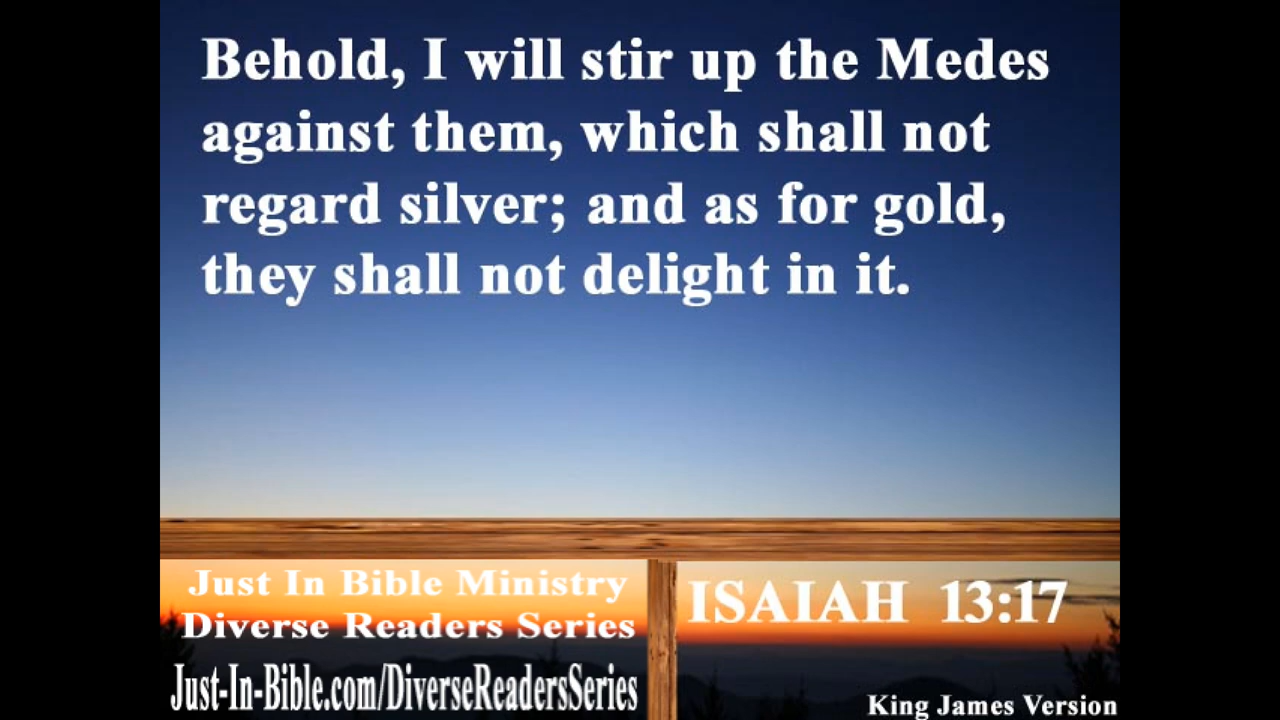 Behold, I will stir up the Medes
against them, which shall not
regard silver; and as for gold,
they shall not delight in it.
Just In Bible Ministry
Diverse Readers Series
Just-In-Bible.com/DiverseReadersSeries
ISAIAH 13:17
King James Version